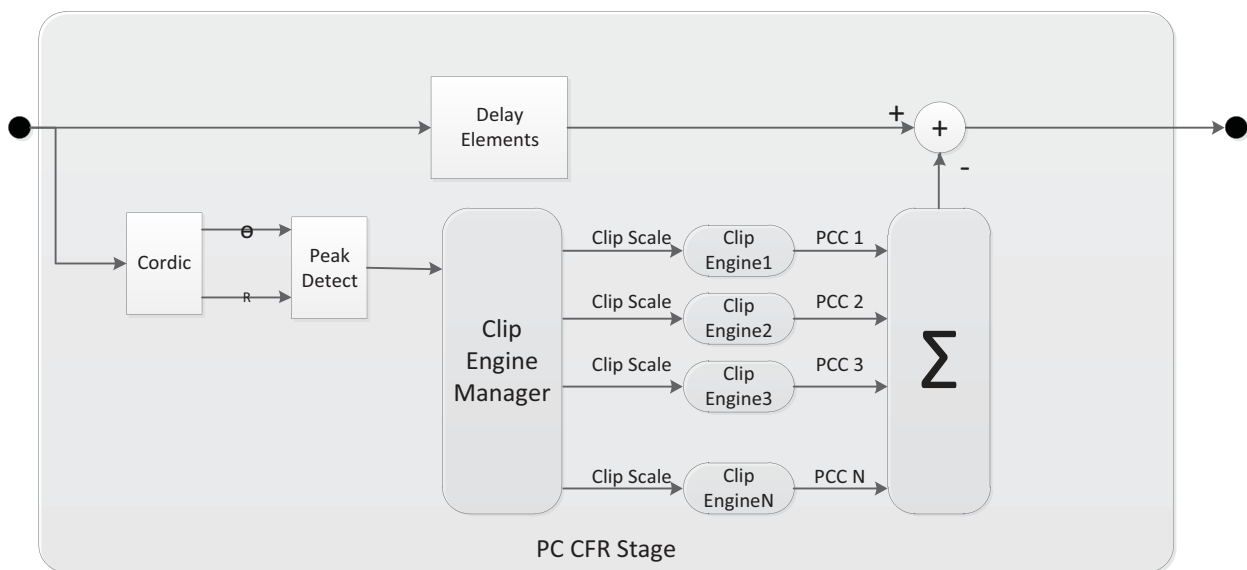 Delay
Elements
+
+
-
Cordic
Θ
R
Peak
Detect
Clip
Engine
Manager
Clip Scale
Clip
Engine1
PCC 1
Clip Scale
Clip
Engine2
PCC 2
Clip Scale
Clip
Engine3
PCC 3
Clip Scale
Clip
EngineN
PCC N
Σ
PC CFR Stage